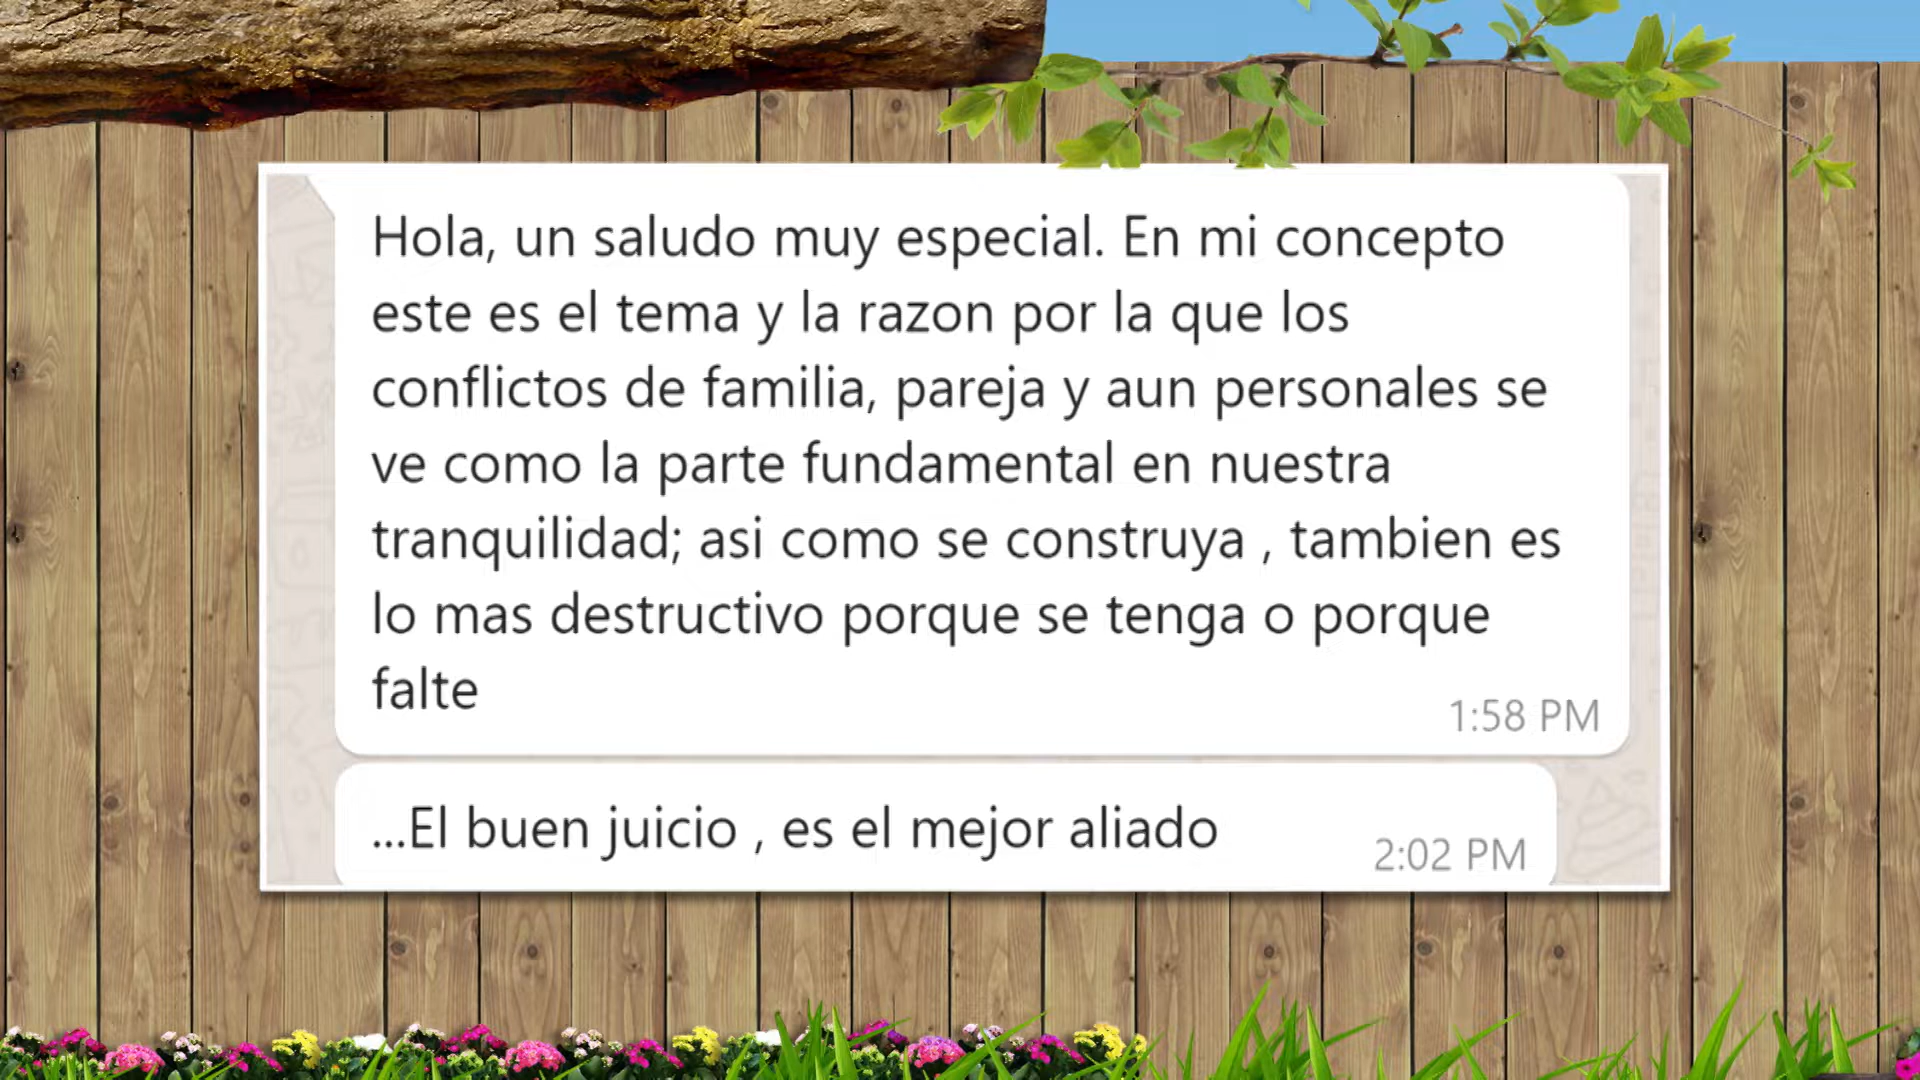 Hola, un saludo muy especial. En mi concepto
este es el tema y la razon por la que los
conflictos de familia, pareja y aun personales se
ve como la parte fundamental en nuestra
tranquilidad; asi como se construya , tambien es
lo mas destructivo porque se tenga o porque
falte
1:58 PM
...El buen juicio , es el mejor aliado
2:02 PM